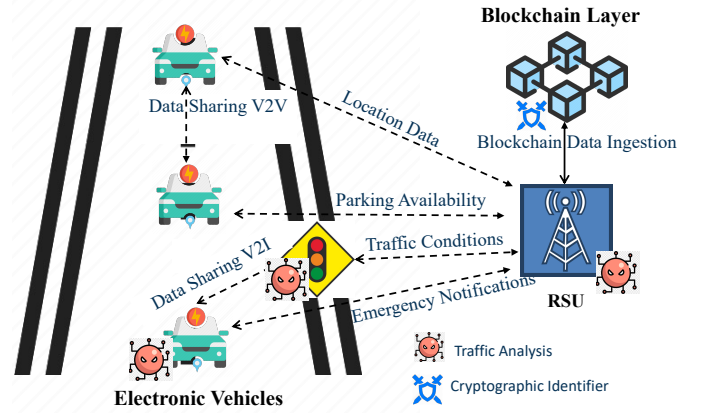 Blockchain Layer
Data Sharing V2V
Location Data
Blockchain Data Ingestion
Parking Availability
Traffic Conditions
Data Sharing V2I
Emergency Notifications
RSU
Traffic Analysis
Cryptographic Identifier
Electronic Vehicles